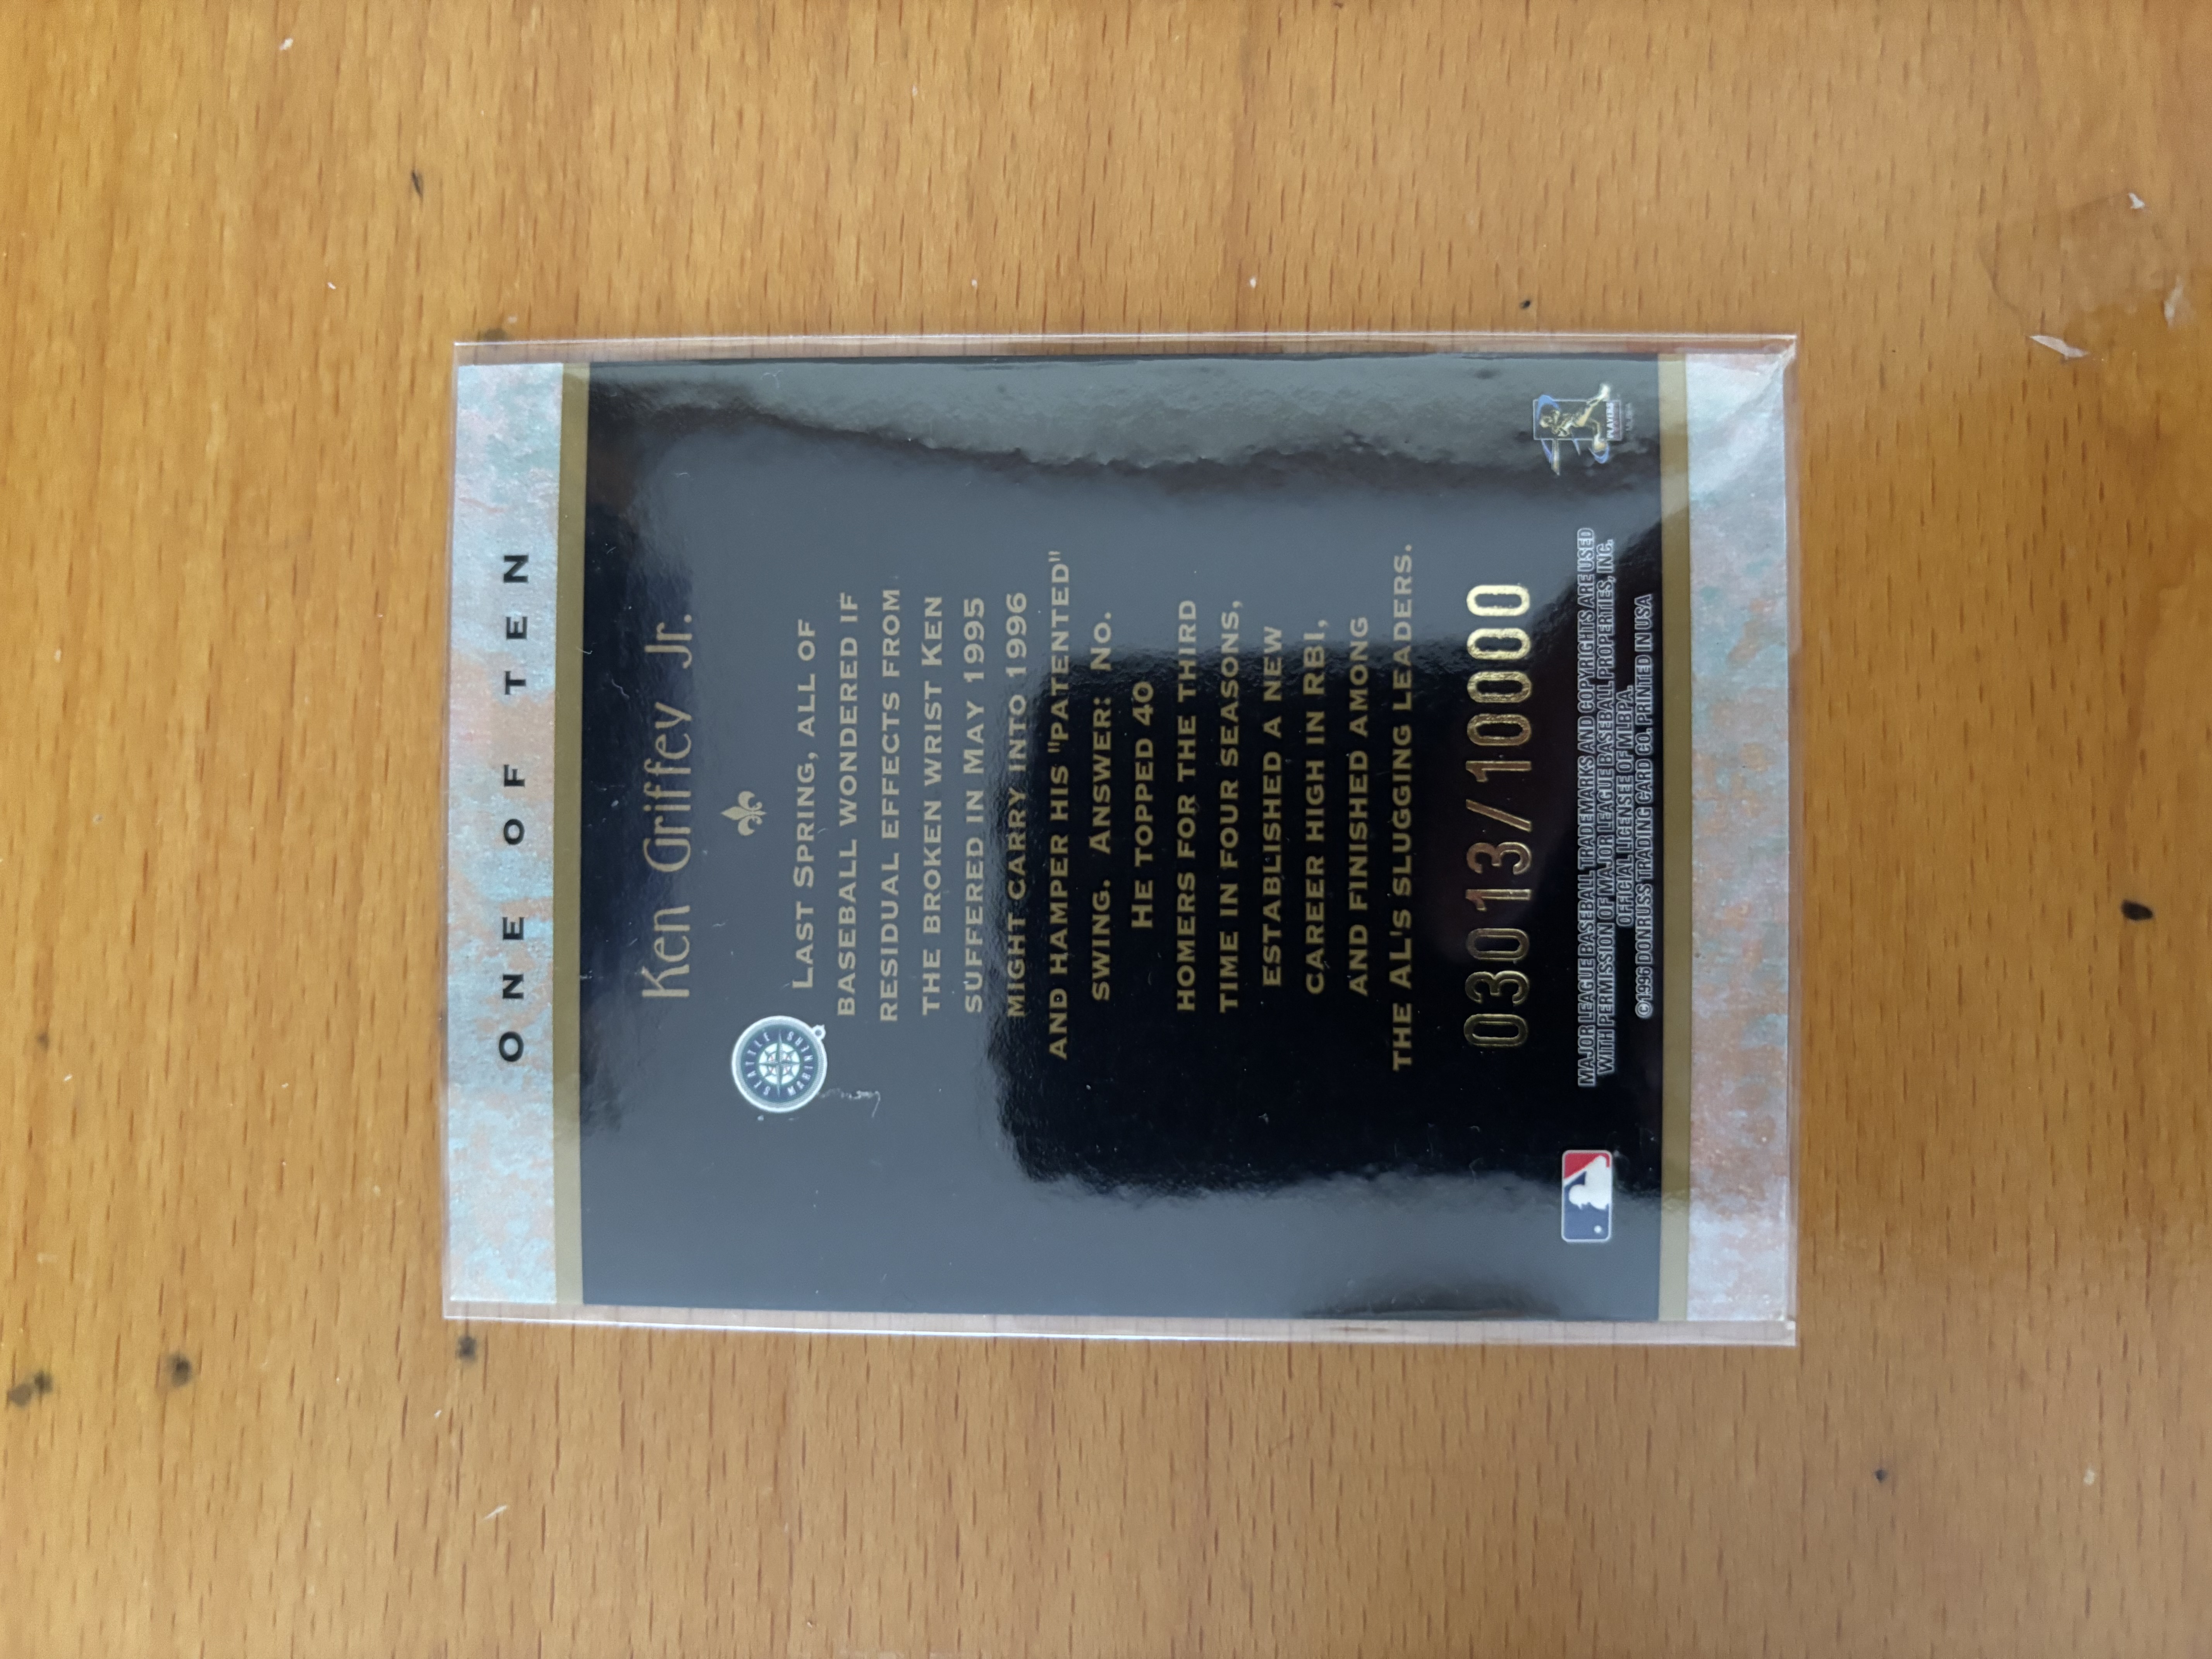 ONE OF TEN
Ken Griffey Jr.
SEATTLE
MARINERS
LAST SPRING, ALL OF
BASEBALL WONDERED IF
RESIDUAL EFFECTS FROM
THE BROKEN WRIST KEN
SUFFERED IN MAY 1995
MIGHT CARRY INTO 1996
AND HAMPER HIS "PATENTED"
SWING. ANSWER: NO.
HE TOPPED 40
HOMERS FOR THE THIRD
TIME IN FOUR SEASONS,
ESTABLISHED A NEW
CAREER HIGH IN RBI,
AND FINISHED AMONG
THE AL'S SLUGGING LEADERS.
03013/10000
MAJOR LEAGUE BASEBALL TRADEMARKS AND COPYRIGHTS ARE USED
WITH PERMISSION OF MAJOR LEAGUE BASEBALL PROPERTIES, INC.
OFFICIAL LICENSEE OF MLBPA.
©1996 DONRUSS TRADING CARD CO. PRINTED IN USA
PLAYERS